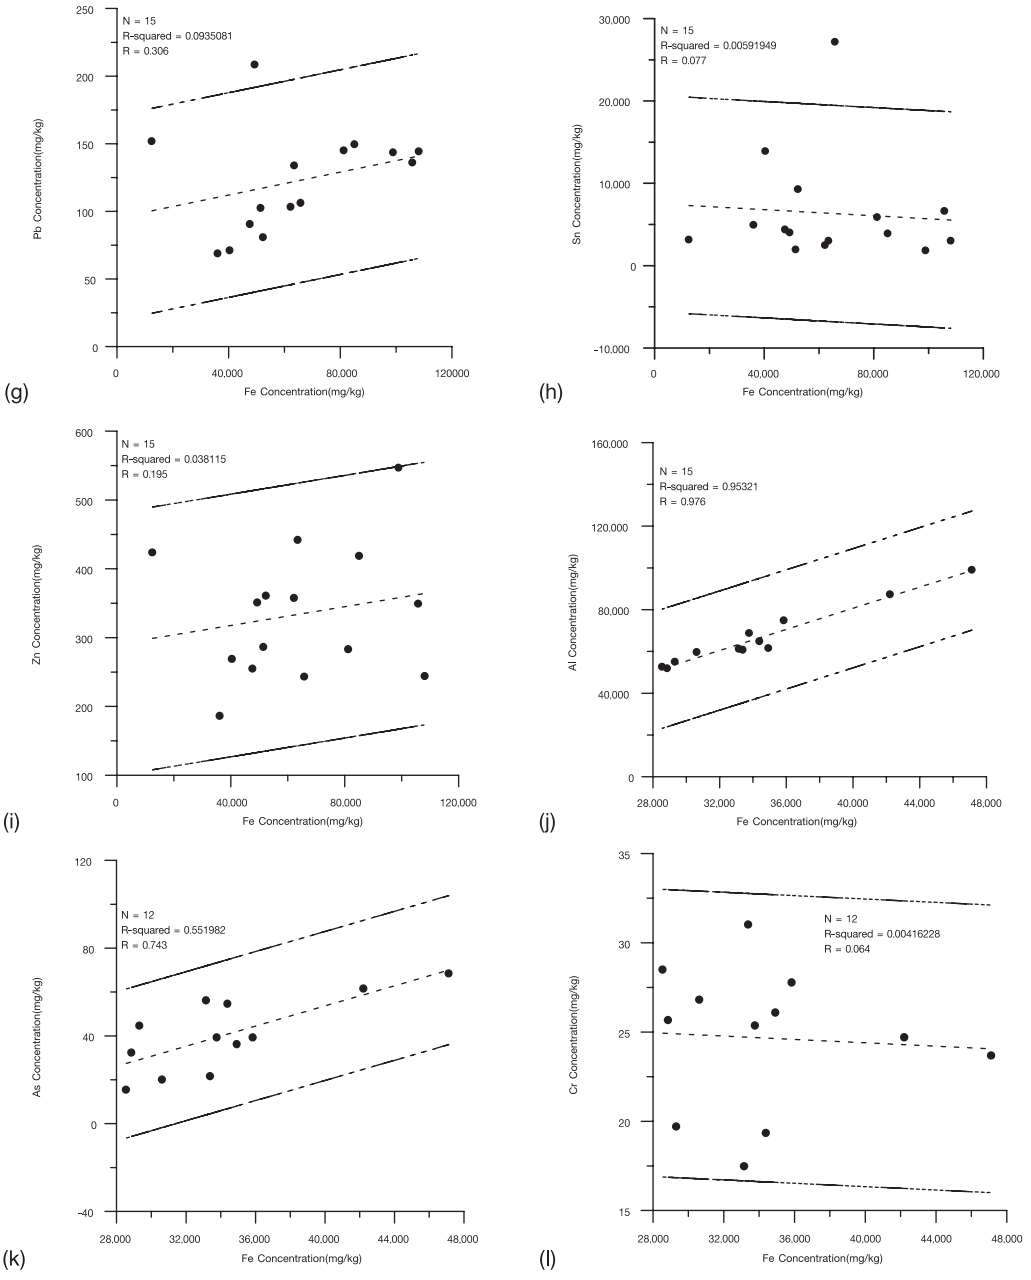 250
200
150
100
50
0
Pb Concentration(mg/kg)
N = 15
R-squared = 0.0935081
R = 0.306
0
40,000
80,000
120,000
Fe Concentration(mg/kg)
(g)
30,000
20,000
10,000
0
-10,000
Sn Concentration(mg/kg)
N = 15
R-squared = 0.00591949
R = 0.077
0
40,000
80,000
120,000
Fe Concentration(mg/kg)
(h)
600
500
400
300
200
100
Zn Concentration(mg/kg)
N = 15
R-squared = 0.038115
R = 0.195
0
40,000
80,000
120,000
Fe Concentration(mg/kg)
(i)
160,000
120,000
80,000
40,000
0
Al Concentration(mg/kg)
N = 15
R-squared = 0.95321
R = 0.976
28,000
32,000
36,000
40,000
44,000
48,000
Fe Concentration(mg/kg)
(j)
120
80
40
0
-40
As Concentration(mg/kg)
N = 12
R-squared = 0.551982
R = 0.743
28,000
32,000
36,000
40,000
44,000
48,000
Fe Concentration(mg/kg)
(k)
35
30
25
20
15
Cr Concentration(mg/kg)
N = 12
R-squared = 0.00416228
R = 0.064
28,000
32,000
36,000
40,000
44,000
48,000
Fe Concentration(mg/kg)
(l)